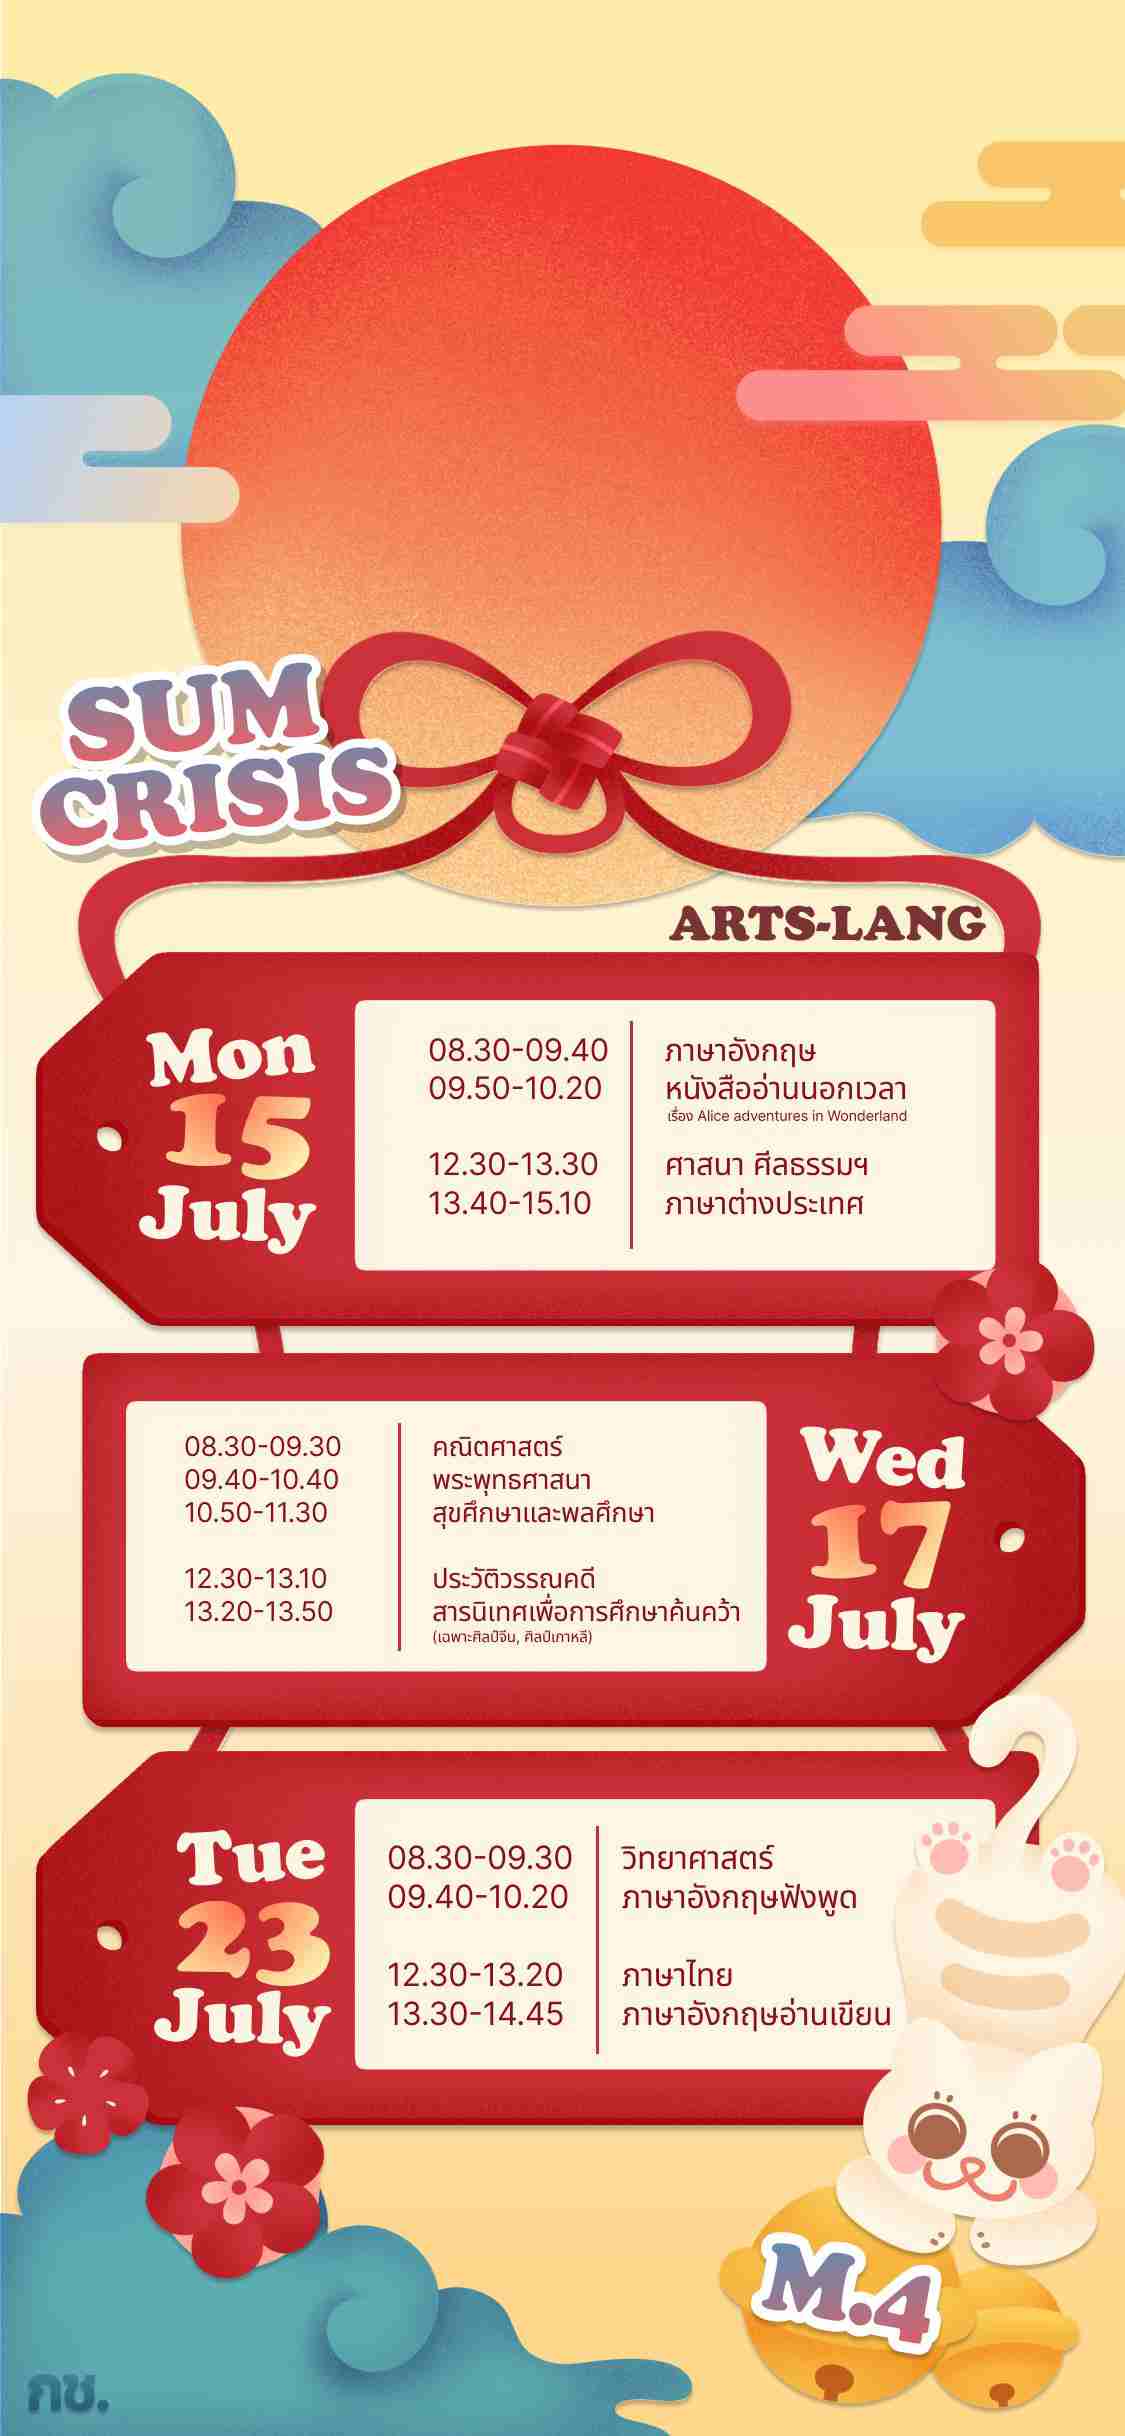 SUM
CRISIS
ARTS-LANG
Mon
15
July
08.30-09.40 ภาษาอังกฤษ
09.50-10.20 หนังสืออ่านนอกเวลา
เรื่อง Alice adventures in Wonderland
12.30-13.30 ศาสนา ศีลธรรมฯ
13.40-15.10 ภาษาต่างประเทศ
08.30-09.30 คณิตศาสตร์
09.40-10.40 พระพุทธศาสนา
10.50-11.30 สุขศึกษาและพลศึกษา
12.30-13.10 ประวัติวรรณคดี
13.20-13.50 สารนิเทศเพื่อการศึกษาค้นคว้า
(เฉพาะศิลป์จีน, ศิลป์เกาหลี)
Wed
17
July
Tue
23
July
08.30-09.30 วิทยาศาสตร์
09.40-10.20 ภาษาอังกฤษฟังพูด
12.30-13.20 ภาษาไทย
13.30-14.45 ภาษาอังกฤษอ่านเขียน
M.4
กช.